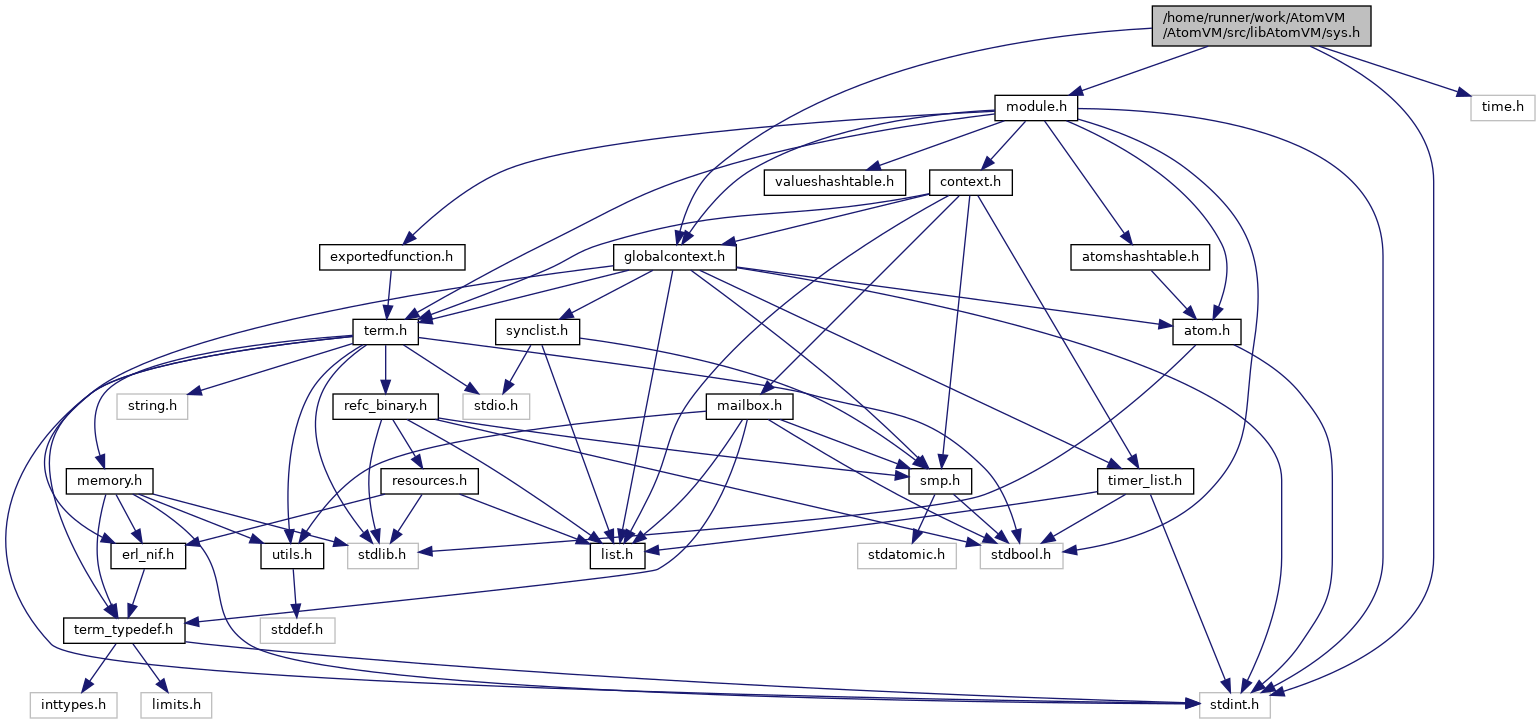 /home/runner/work/AtomVM
/AtomVM/src/libAtomVM/sys.h
module.h
time.h
valueshashtable.h
context.h
exportedfunction.h
globalcontext.h
atomshashtable.h
term.h
synclist.h
atom.h
string.h
refc_binary.h
stdio.h
mailbox.h
memory.h
resources.h
smp.h
timer_list.h
erl_nif.h
utils.h
stdlib.h
list.h
stdatomic.h
stdbool.h
term_typedef.h
stddef.h
inttypes.h
limits.h
stdint.h